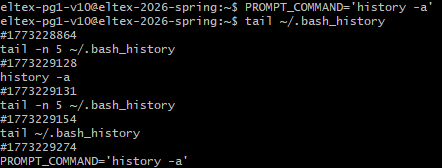 eltex-pg1-v10@eltex-2026-spring:~$ PROMPT_COMMAND='history -a'
eltex-pg1-v10@eltex-2026-spring:~$ tail ~/.bash_history
#1773228864
tail -n 5 ~/.bash_history
#1773229128
history -a
#1773229131
tail -n 5 ~/.bash_history
#1773229154
tail ~/.bash_history
#1773229274
PROMPT_COMMAND='history -a'